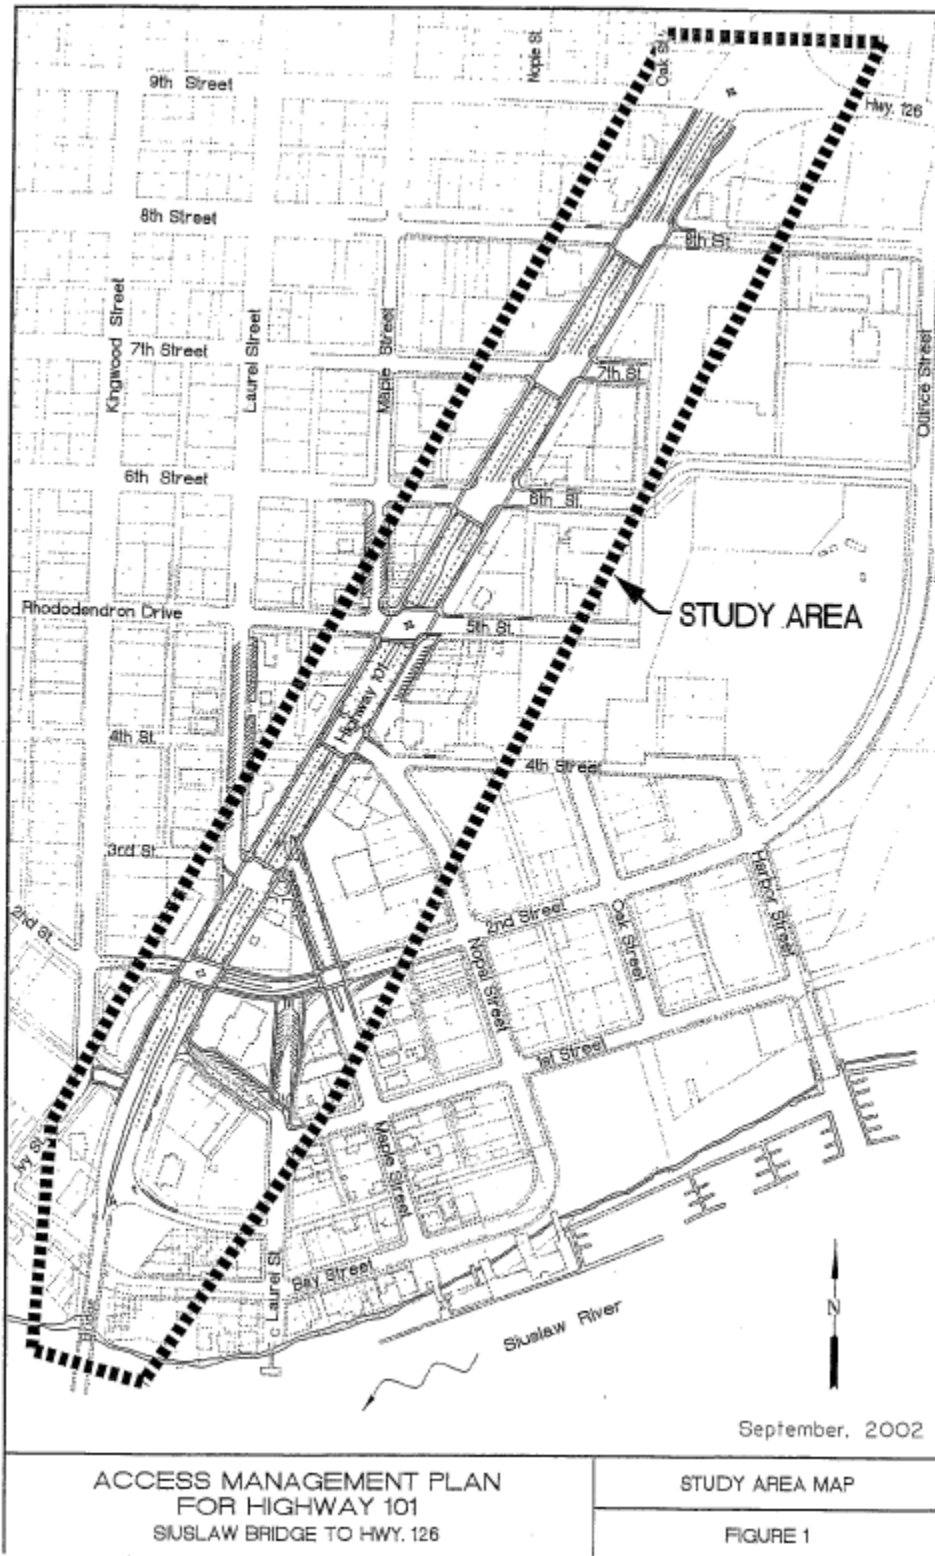 Nople St.
Oak St.
9th Street
Hwy. 126
8th Street
8th St.
Kingwood Street
Laurel Street
Maple Street
Quince Street
7th Street
7th St.
6th Street
6th St.
Rhododendron Drive
5th St.
STUDY AREA
Highway 101
4th St.
4th Street
3rd St.
2nd St.
2nd Street
Harbor Street
Oak Street
Nopal Street
1st Street
Ivy St.
Maple Street
Laurel St.
Bay Street
Siuslaw River
N
September, 2002
ACCESS MANAGEMENT PLAN
FOR HIGHWAY 101
SIUSLAW BRIDGE TO HWY. 126
STUDY AREA MAP
FIGURE 1